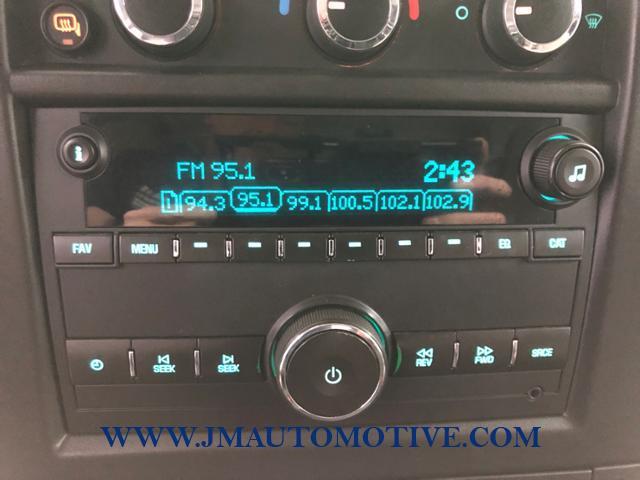 FM 95.1 2:43
1 94.3 95.1 99.1 100.5 102.1 102.9
FAV MENU EQ CAT
SEEK SEEK REV FWD SRCE
WWW.JMAUTOMOTIVE.COM